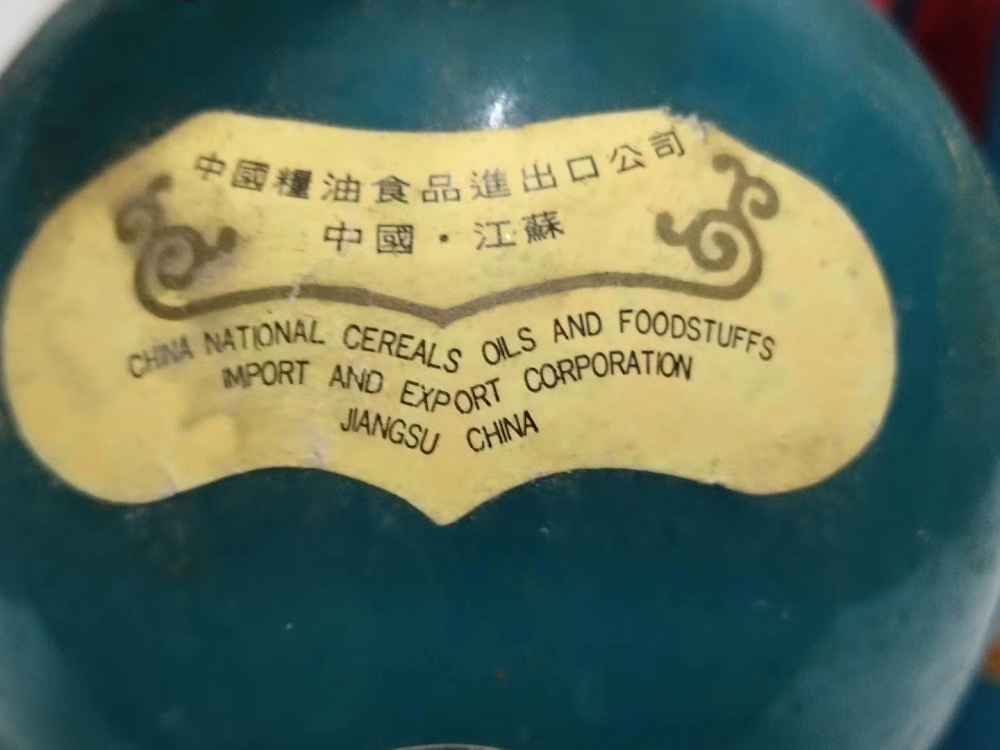 中國糧油食品進出口公司
中國·江蘇
CHINA NATIONAL CEREALS OILS AND FOODSTUFFS
IMPORT AND EXPORT CORPORATION
JIANGSU CHINA